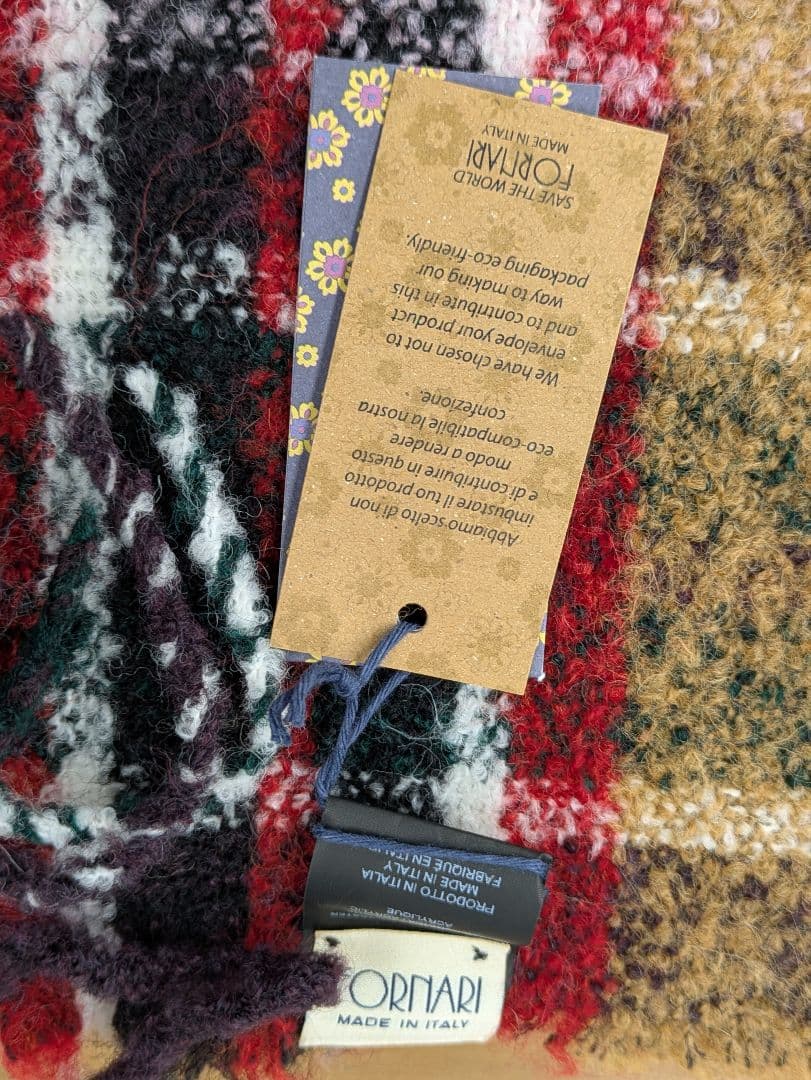 Abbiamo scelto di non
imbustare il tuo prodotto
e di contribuire in questo
modo a rendere
eco-compatibile la nostra
confezione.
We have chosen not to
envelope your product
and to contribute in this
way to making our
packaging eco-friendly.
SAVE THE WORLD
FORNARI
MADE IN ITALY
ACRYLIQUE
PRODOTTO IN ITALIA
MADE IN ITALY
FABRIQUÉ EN ITALIE
FORNARI
MADE IN ITALY